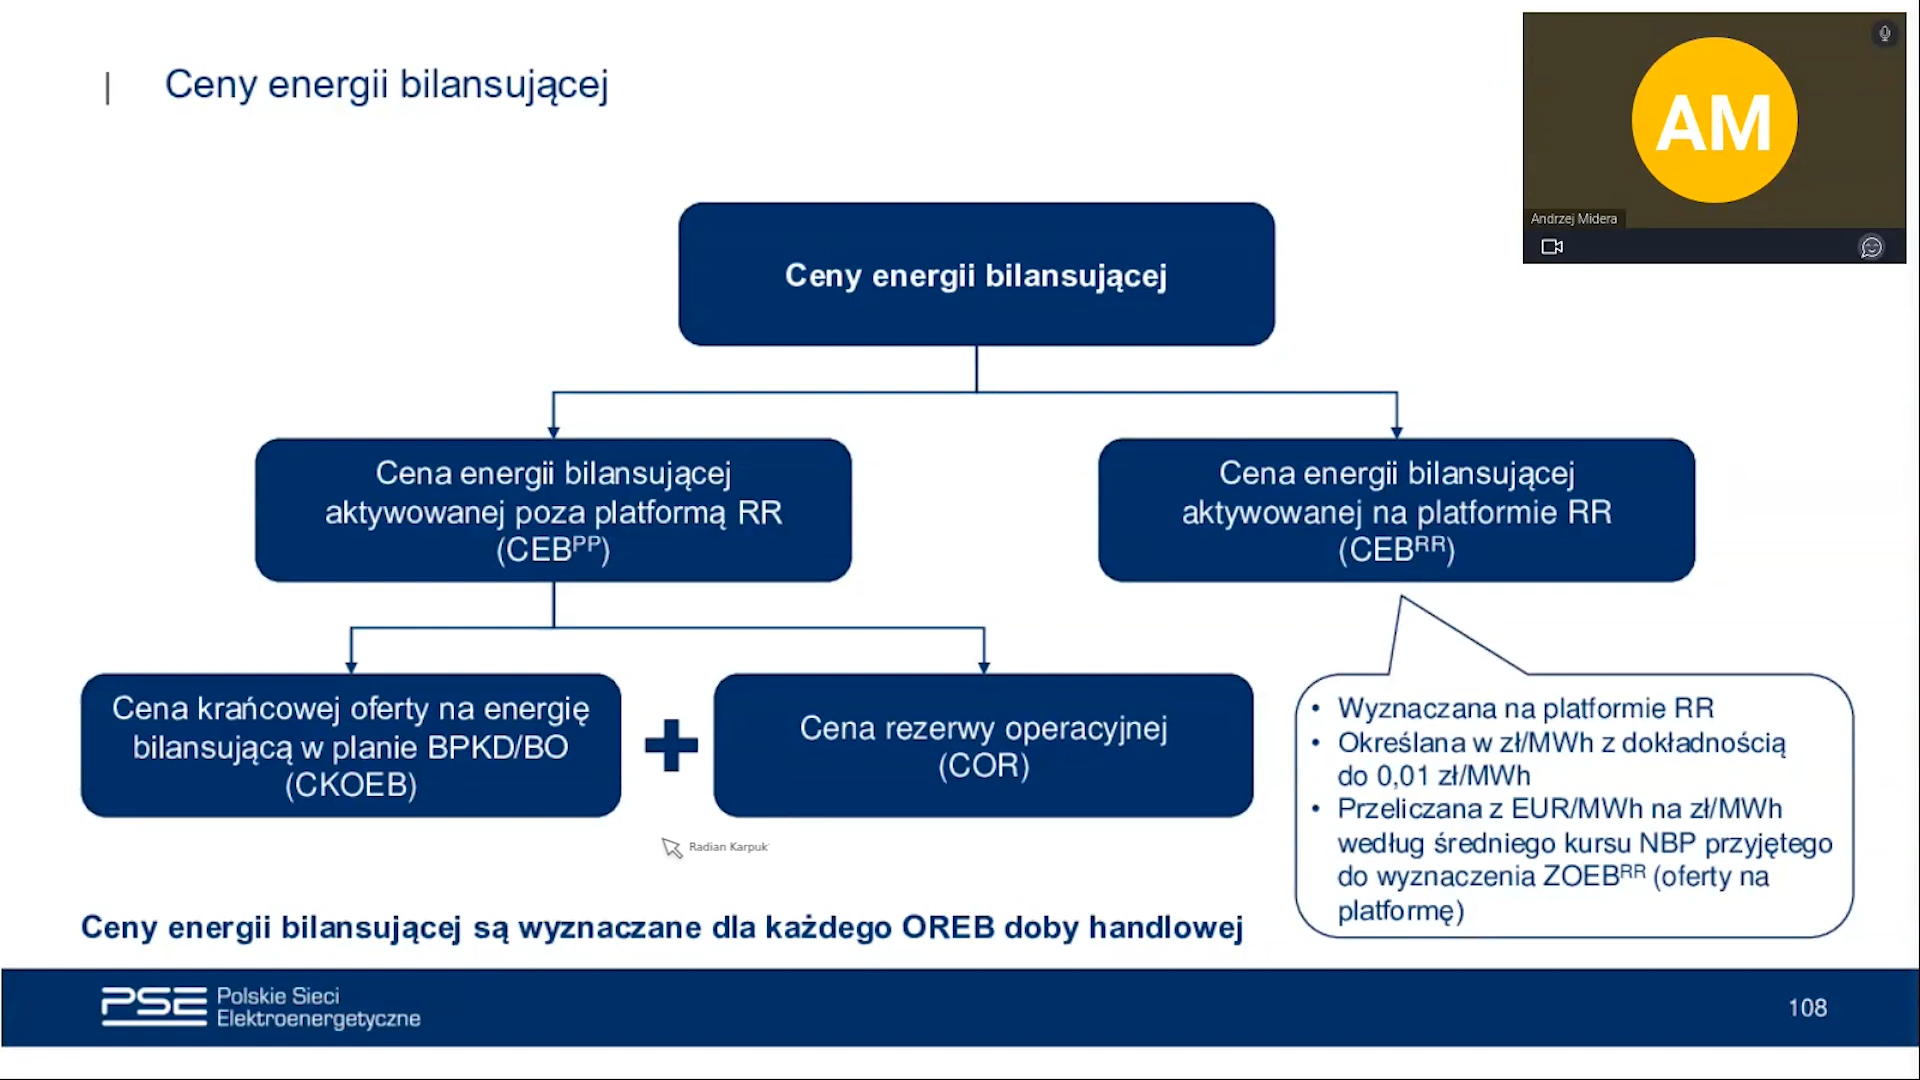 Ceny energii bilansującej
AM
Andrzej Midera
Ceny energii bilansującej
Cena energii bilansującej
aktywowanej poza platformą RR
(CEBᴾᴾ)
Cena energii bilansującej
aktywowanej na platformie RR
(CEBᴿᴿ)
Cena krańcowej oferty na energię
bilansującą w planie BPKD/BO
(CKOEB)
Cena rezerwy operacyjnej
(COR)
• Wyznaczana na platformie RR
• Określana w zł/MWh z dokładnością
do 0,01 zł/MWh
• Przeliczana z EUR/MWh na zł/MWh
według średniego kursu NBP przyjętego
do wyznaczenia ZOEBᴿᴿ (oferty na
platformę)
Radian Karpuk
Ceny energii bilansującej są wyznaczane dla każdego OREB doby handlowej
PSE
Polskie Sieci
Elektroenergetyczne
108